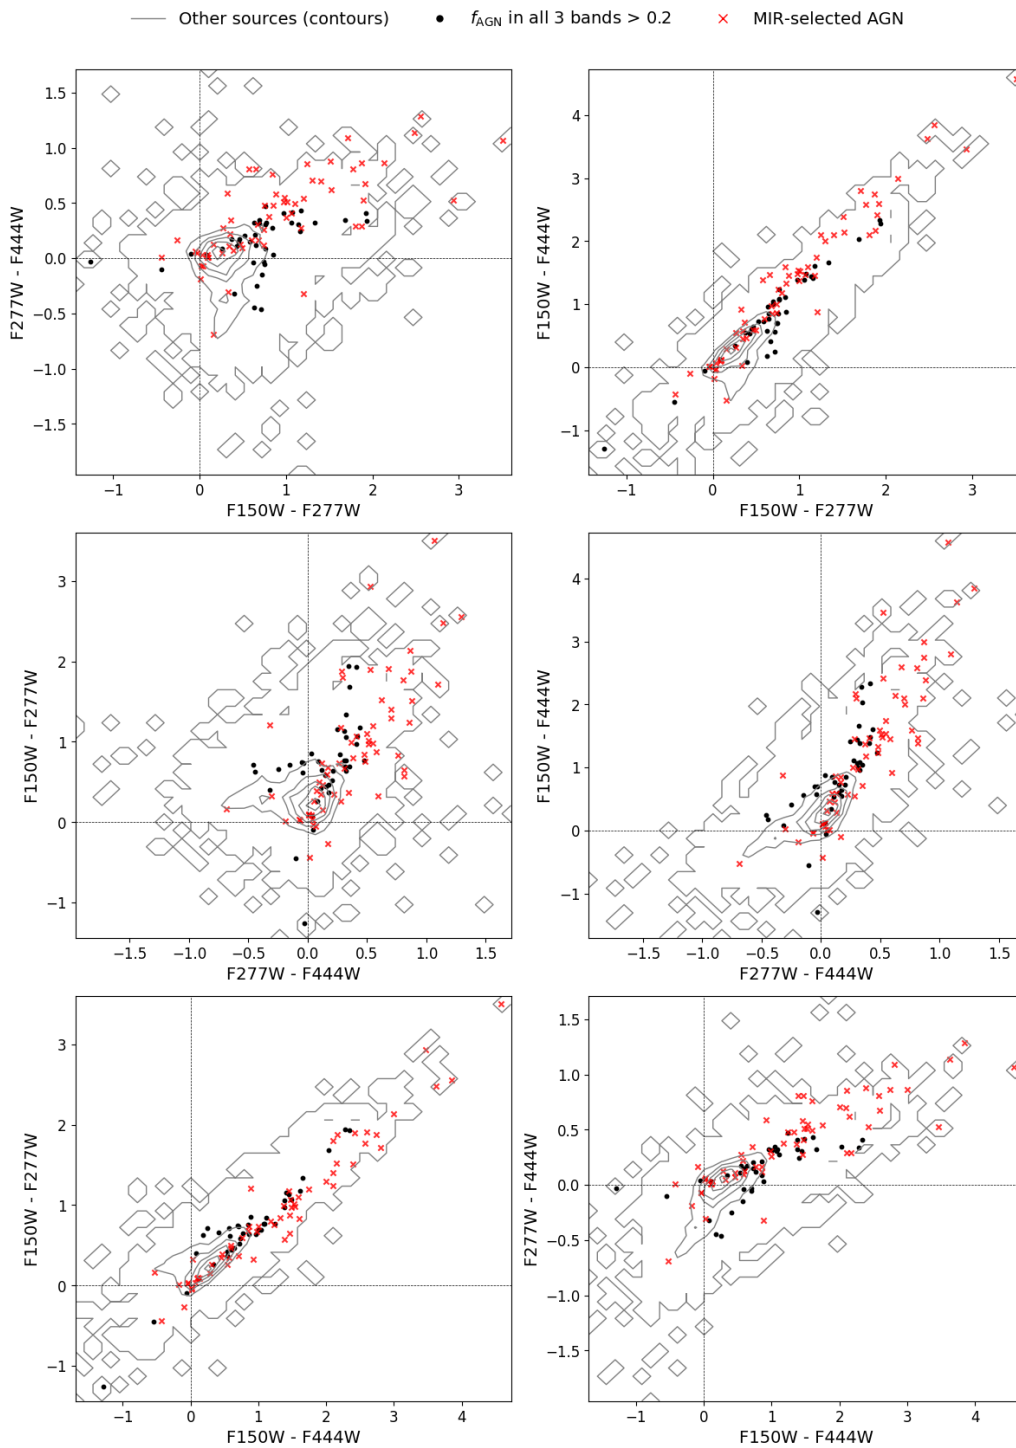 Other sources (contours) f_AGN in all 3 bands > 0.2 MIR-selected AGN
1.5
1.0
0.5
0.0
−0.5
−1.0
−1.5
F277W - F444W
−1 0 1 2 3
F150W - F277W
4
3
2
1
0
−1
F150W - F444W
−1 0 1 2 3
F150W - F277W
3
2
1
0
−1
F150W - F277W
−1.5 −1.0 −0.5 0.0 0.5 1.0 1.5
F277W - F444W
4
3
2
1
0
−1
F150W - F444W
−1.5 −1.0 −0.5 0.0 0.5 1.0 1.5
F277W - F444W
3
2
1
0
−1
F150W - F277W
−1 0 1 2 3 4
F150W - F444W
1.5
1.0
0.5
0.0
−0.5
−1.0
−1.5
F277W - F444W
−1 0 1 2 3 4
F150W - F444W